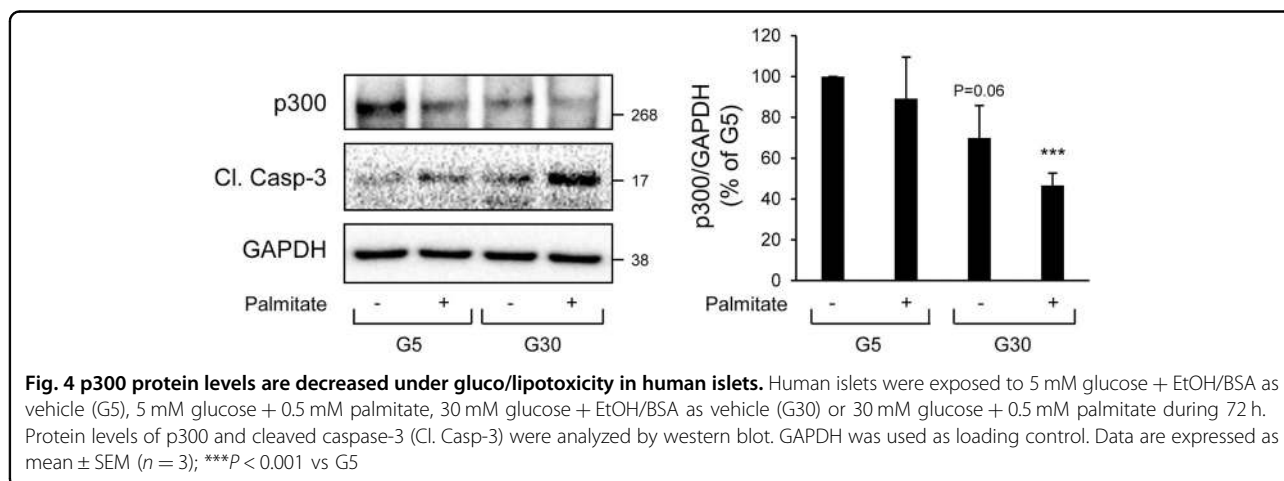 p300
268
Cl. Casp-3
17
GAPDH
38
Palmitate - + - +
G5 G30
p300/GAPDH
(% of G5)
120
100
80
60
40
20
0
P=0.06
***
Palmitate - + - +
G5 G30
Fig. 4 p300 protein levels are decreased under gluco/lipotoxicity in human islets. Human islets were exposed to 5 mM glucose + EtOH/BSA as
vehicle (G5), 5 mM glucose + 0.5 mM palmitate, 30 mM glucose + EtOH/BSA as vehicle (G30) or 30 mM glucose + 0.5 mM palmitate during 72 h.
Protein levels of p300 and cleaved caspase-3 (Cl. Casp-3) were analyzed by western blot. GAPDH was used as loading control. Data are expressed as
mean ± SEM (n = 3); ***P < 0.001 vs G5